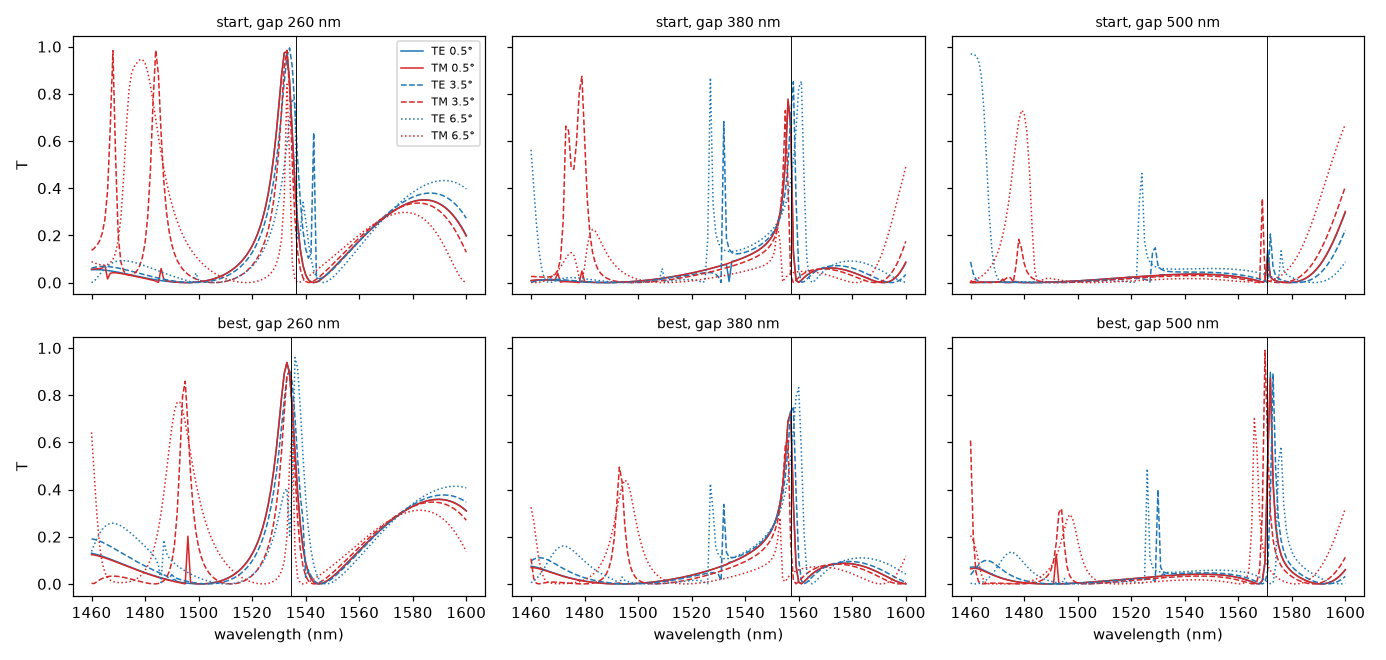 start, gap 260 nm
start, gap 380 nm
start, gap 500 nm
T
1.0
0.8
0.6
0.4
0.2
0.0
TE 0.5°
TM 0.5°
TE 3.5°
TM 3.5°
TE 6.5°
TM 6.5°
best, gap 260 nm
best, gap 380 nm
best, gap 500 nm
T
1.0
0.8
0.6
0.4
0.2
0.0
1460 1480 1500 1520 1540 1560 1580 1600
1460 1480 1500 1520 1540 1560 1580 1600
1460 1480 1500 1520 1540 1560 1580 1600
wavelength (nm)
wavelength (nm)
wavelength (nm)